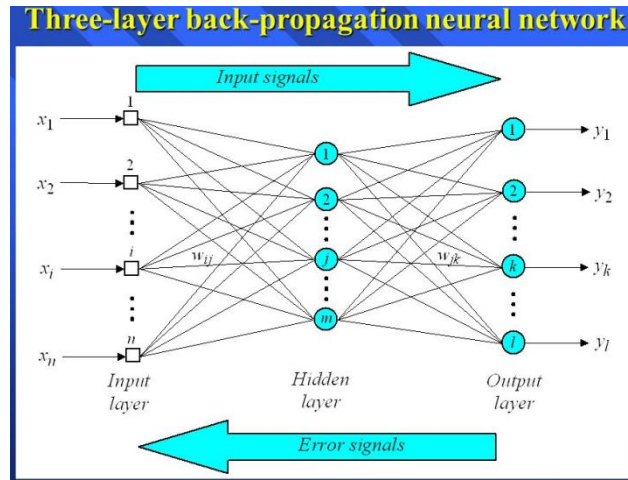 Three-layer back-propagation neural network
Input signals
1
x1
1
1
y1
2
x2
2
2
y2
i
xi
wij
j
wjk
k
yk
m
n
xn
l
yl
Input
layer
Hidden
layer
Output
layer
Error signals